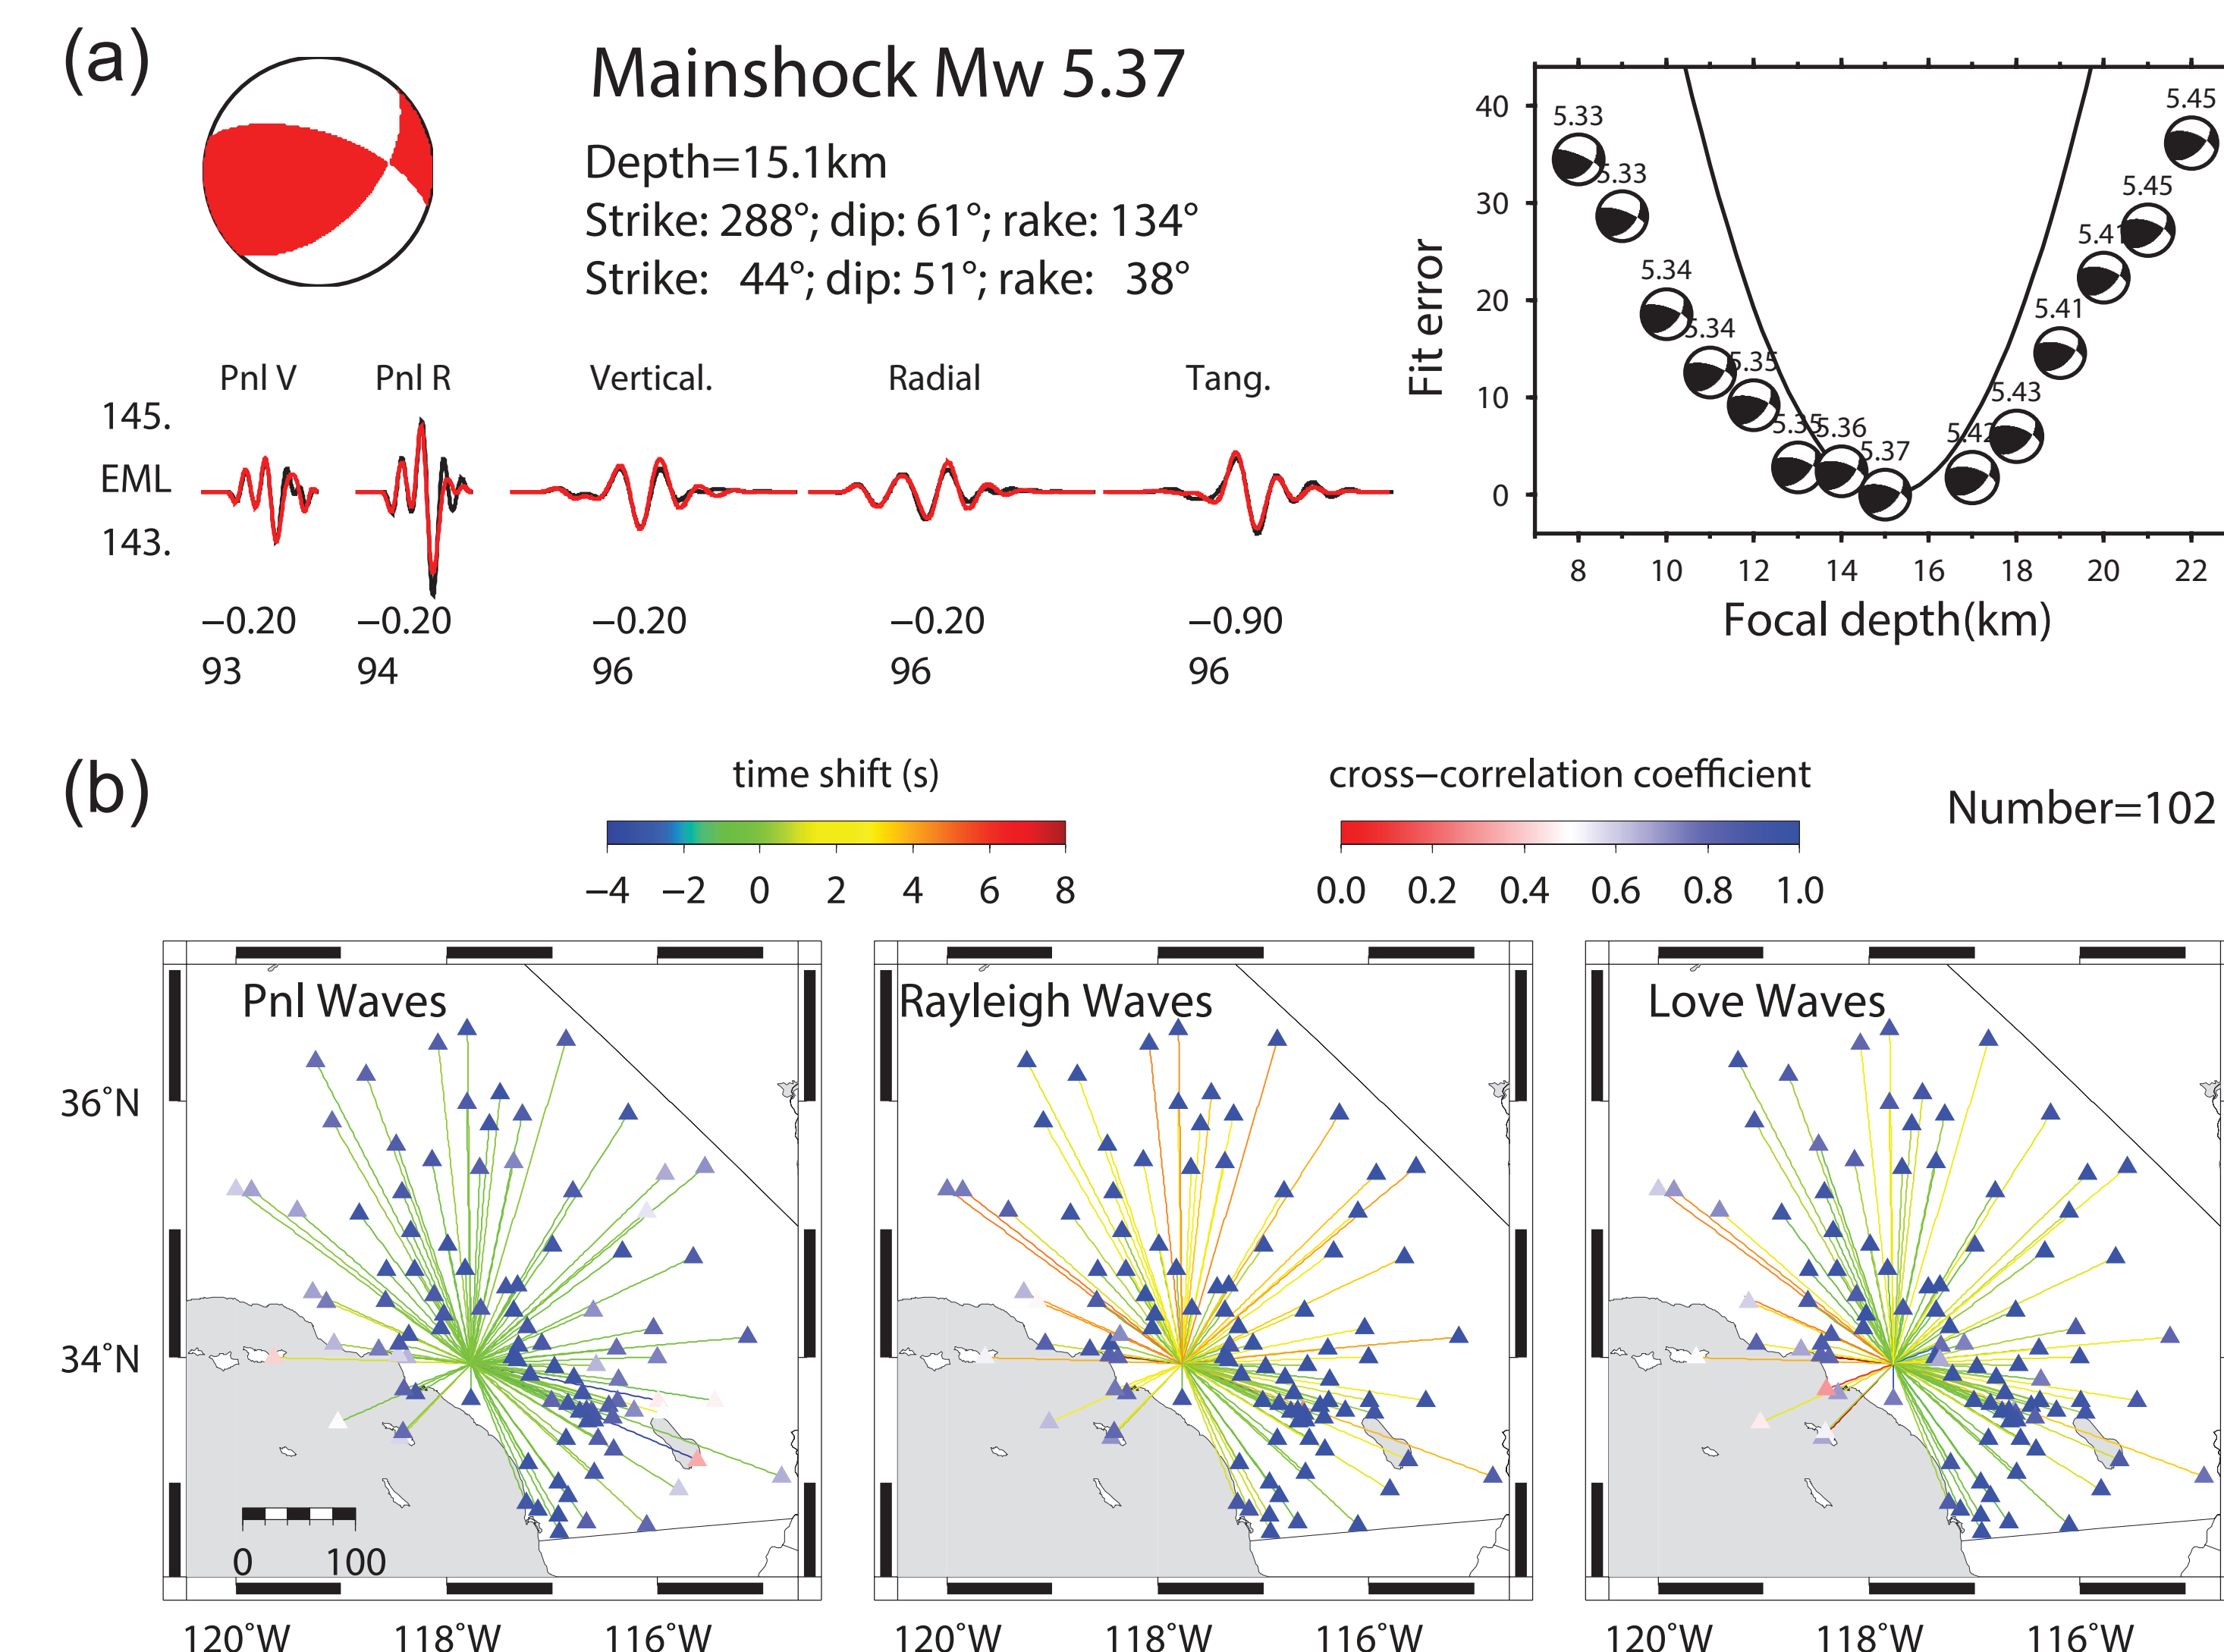 (a)
Mainshock Mw 5.37
Depth=15.1km
Strike: 288°; dip: 61°; rake: 134°
Strike: 44°; dip: 51°; rake: 38°
Pnl V Pnl R Vertical. Radial Tang.
145.
EML
143.
−0.20 −0.20 −0.20 −0.20 −0.90
93 94 96 96 96
Fit error
40
30
20
10
0
5.33
5.33
5.34
5.34
5.35
5.35
5.36
5.37
5.42
5.43
5.41
5.41
5.45
5.45
8 10 12 14 16 18 20 22
Focal depth(km)
(b)
time shift (s)
−4 −2 0 2 4 6 8
cross−correlation coefficient
0.0 0.2 0.4 0.6 0.8 1.0
Number=102
Pnl Waves
Rayleigh Waves
Love Waves
36˚N
34˚N
0 100
120˚W 118˚W 116˚W
120˚W 118˚W 116˚W
120˚W 118˚W 116˚W